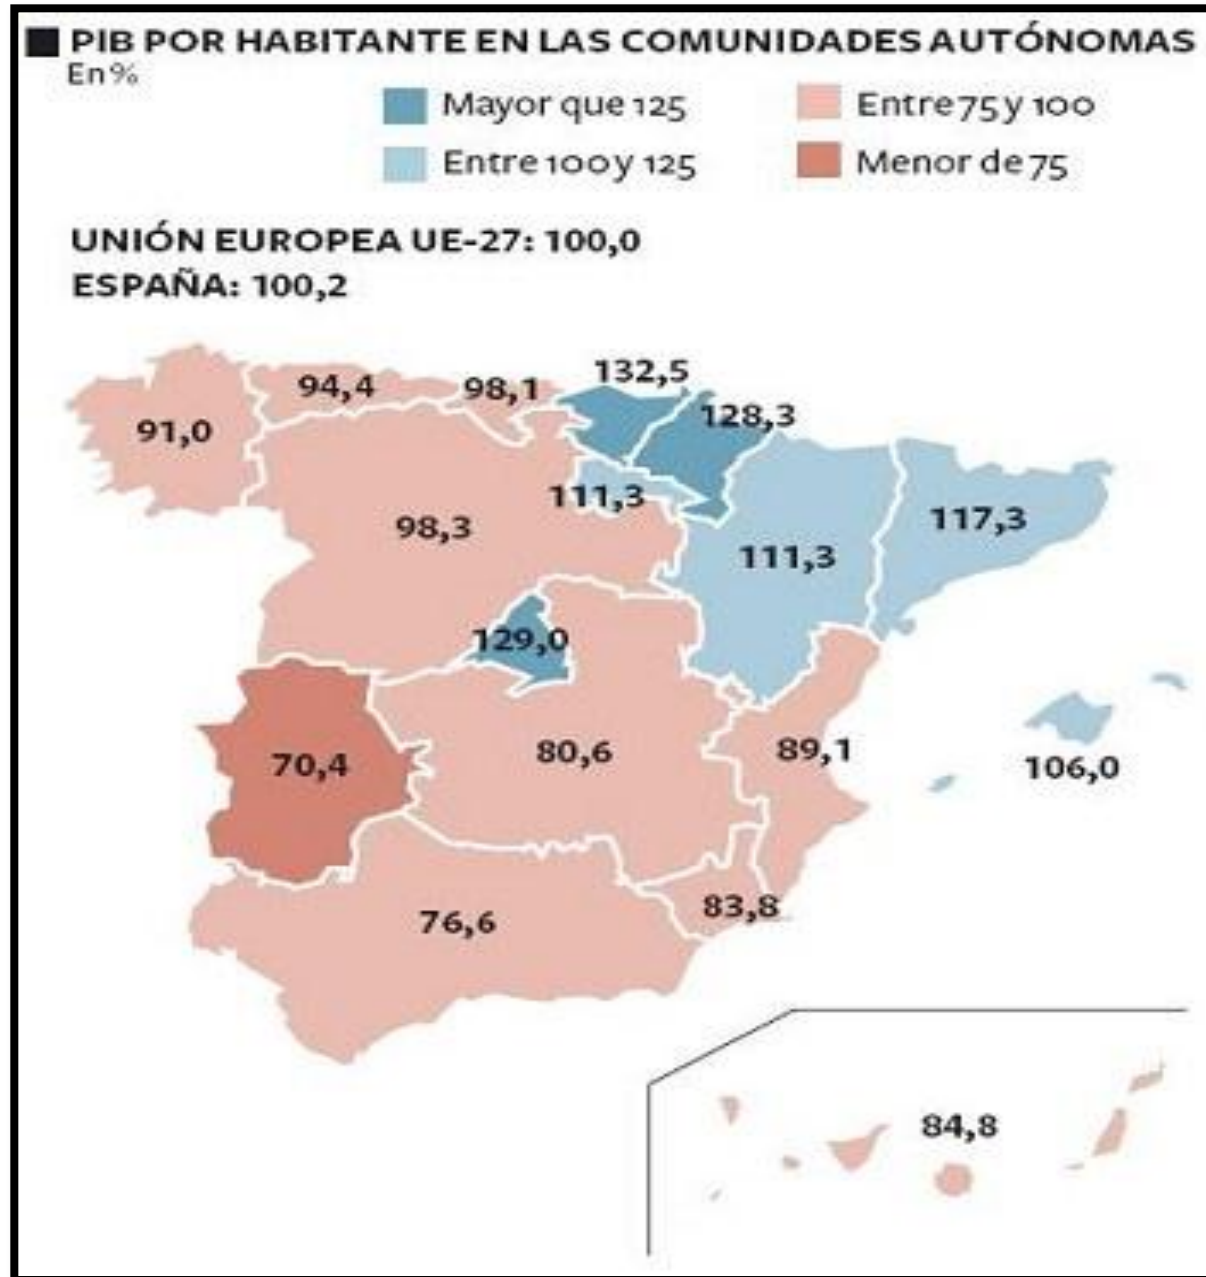 PIB POR HABITANTE EN LAS COMUNIDADES AUTÓNOMAS
En %
Mayor que 125
Entre 75 y 100
Entre 100 y 125
Menor de 75
UNIÓN EUROPEA UE-27: 100,0
ESPAÑA: 100,2
132,5
94,4
98,1
128,3
91,0
111,3
98,3
117,3
111,3
129,0
70,4
80,6
89,1
106,0
76,6
83,8
84,8